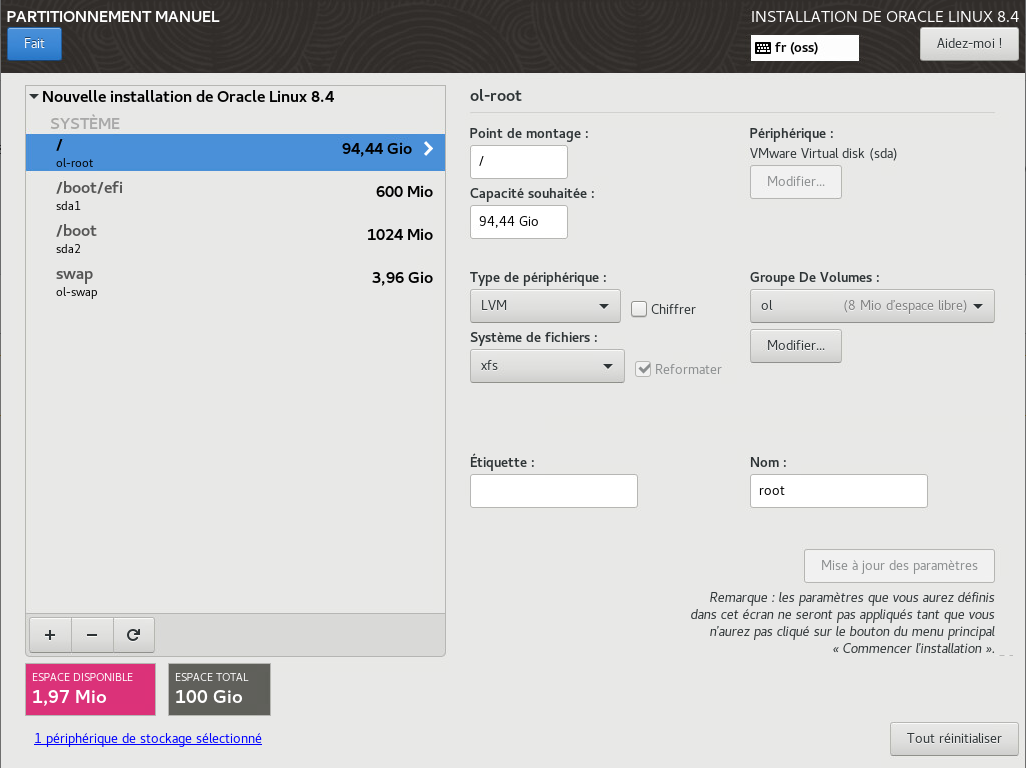 PARTITIONNEMENT MANUEL
INSTALLATION DE ORACLE LINUX 8.4
Fait
fr (oss)
Aidez-moi !
Nouvelle installation de Oracle Linux 8.4
SYSTÈME
/
94,44 Gio
ol-root
/boot/efi
600 Mio
sda1
/boot
1024 Mio
sda2
swap
3,96 Gio
ol-swap
ol-root
Point de montage :
/
Périphérique :
VMware Virtual disk (sda)
Modifier...
Capacité souhaitée :
94,44 Gio
Type de périphérique :
LVM
Chiffrer
Groupe De Volumes :
ol (8 Mio d'espace libre)
Modifier...
Système de fichiers :
xfs
Reformater
Étiquette :
Nom :
root
Mise à jour des paramètres
Remarque : les paramètres que vous aurez définis
dans cet écran ne seront pas appliqués tant que vous
n'aurez pas cliqué sur le bouton du menu principal
« Commencer l'installation ».
ESPACE DISPONIBLE
1,97 Mio
ESPACE TOTAL
100 Gio
1 périphérique de stockage sélectionné
Tout réinitialiser